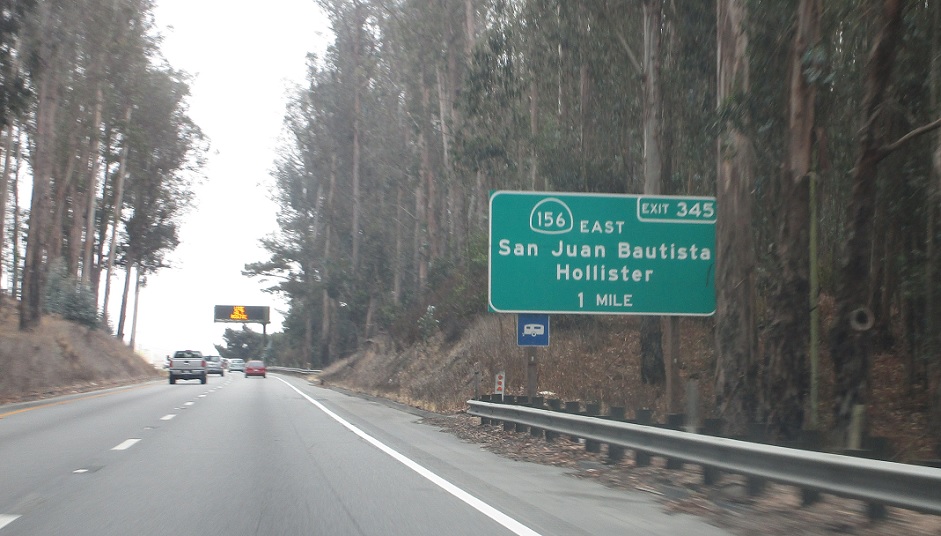 EXIT 345
156 EAST
San Juan Bautista
Hollister
1 MILE